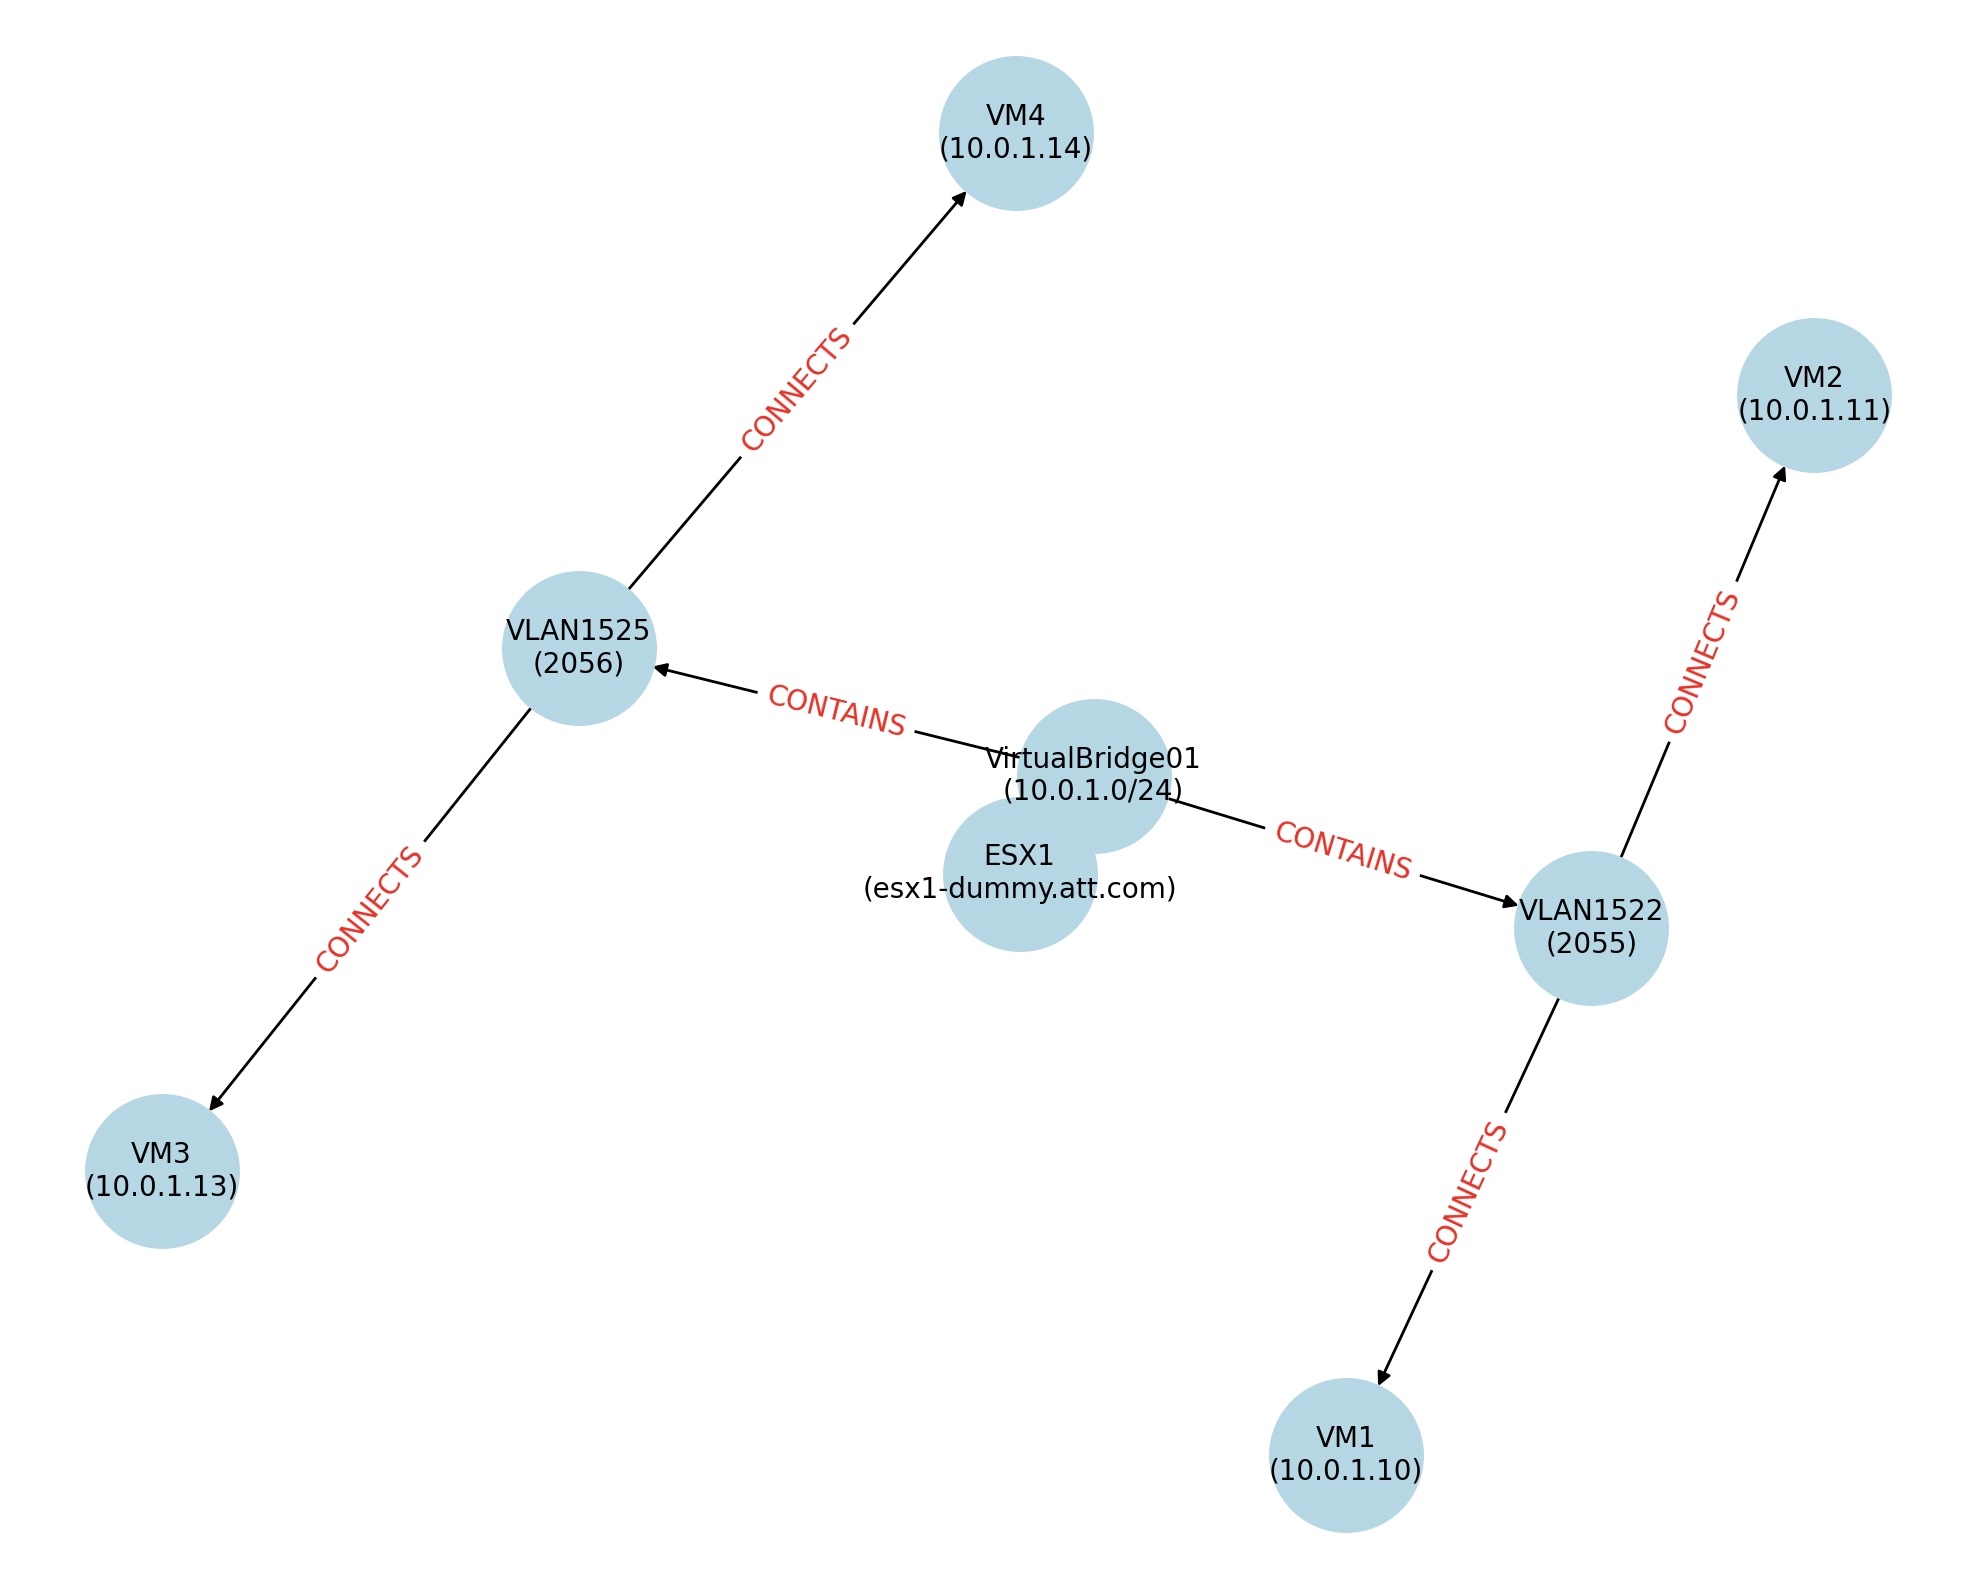 VM4
(10.0.1.14)
VM2
(10.0.1.11)
CONNECTS
CONNECTS
VLAN1525
(2056)
CONTAINS
VirtualBridge01
(10.0.1.0/24)
CONTAINS
ESX1
(esx1-dummy.att.com)
VLAN1522
(2055)
CONNECTS
CONNECTS
VM3
(10.0.1.13)
VM1
(10.0.1.10)